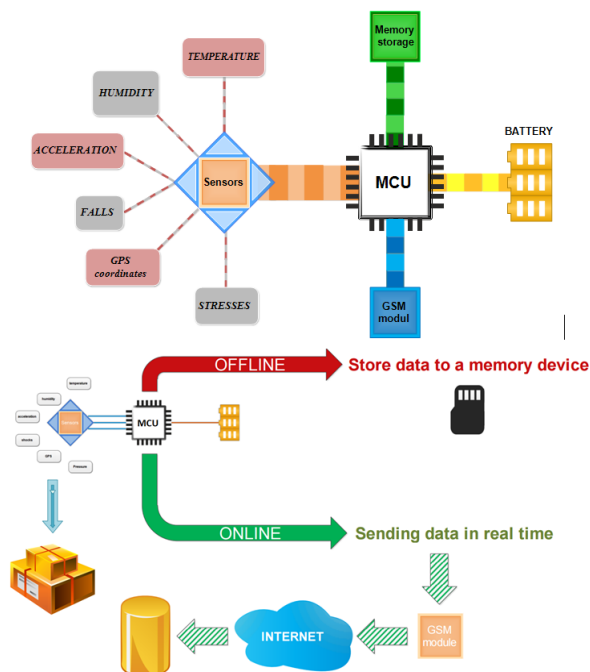 Memory
storage
TEMPERATURE
HUMIDITY
BATTERY
ACCELERATION
Sensors
MCU
FALLS
GPS
coordinates
STRESSES
GSM
modul
OFFLINE
Store data to a memory device
temperature
humidity
acceleration
MCU
shocks
GPS
Pressure
ONLINE
Sending data in real time
INTERNET
GSM
module